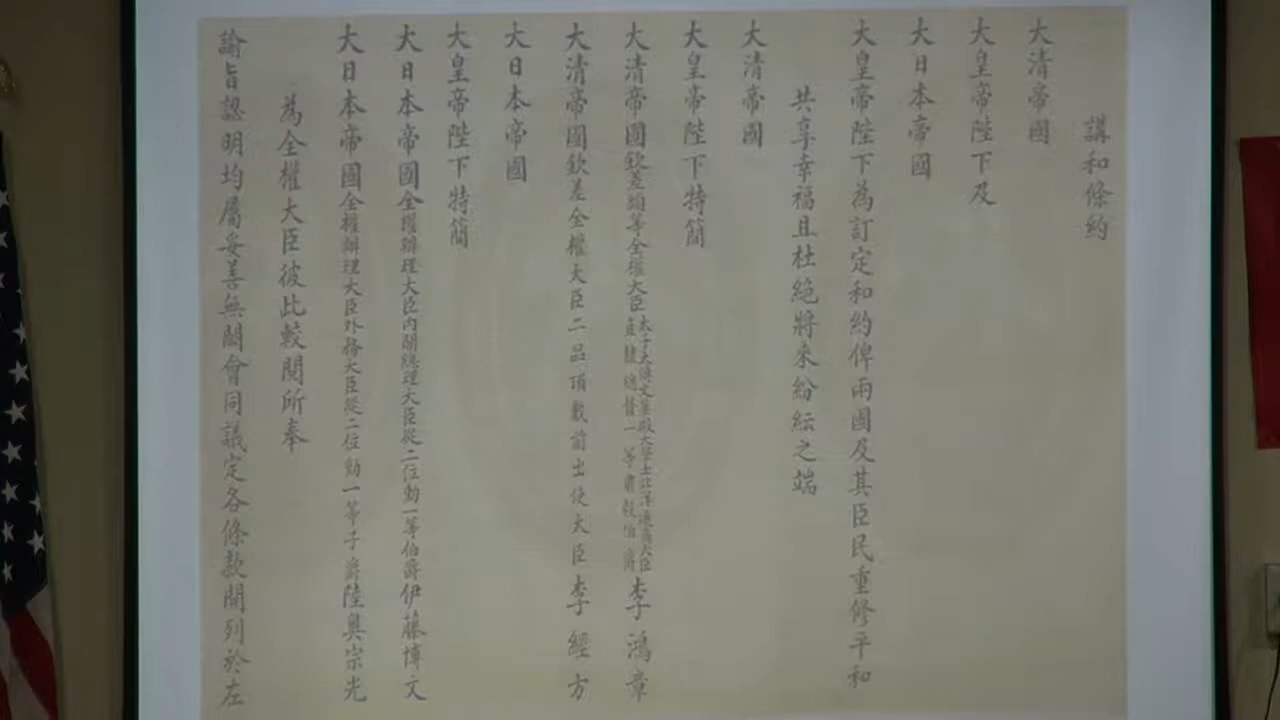 講和條約
大清帝國
大皇帝陛下及
大日本帝國
大皇帝陛下為訂定和約俾兩國及其臣民重修平和
共享幸福且杜絶將來紛紜之端
大清帝國
大皇帝陛下特簡
大清帝國欽差頭等全權大臣太子太傅文華殿大學士北洋通商大臣直隸總督一等肅毅伯爵李鴻章
大清帝國欽差全權大臣二品頂戴前出使大臣李經方
大日本帝國
大皇帝陛下特簡
大日本帝國全權辦理大臣內閣總理大臣從二位勳一等伯爵伊藤博文
大日本帝國全權辦理大臣外務大臣從二位勳一等子爵陸奧宗光
為全權大臣彼此較閱所奉
諭旨認明均屬妥善無闕會同議定各條款開列於左